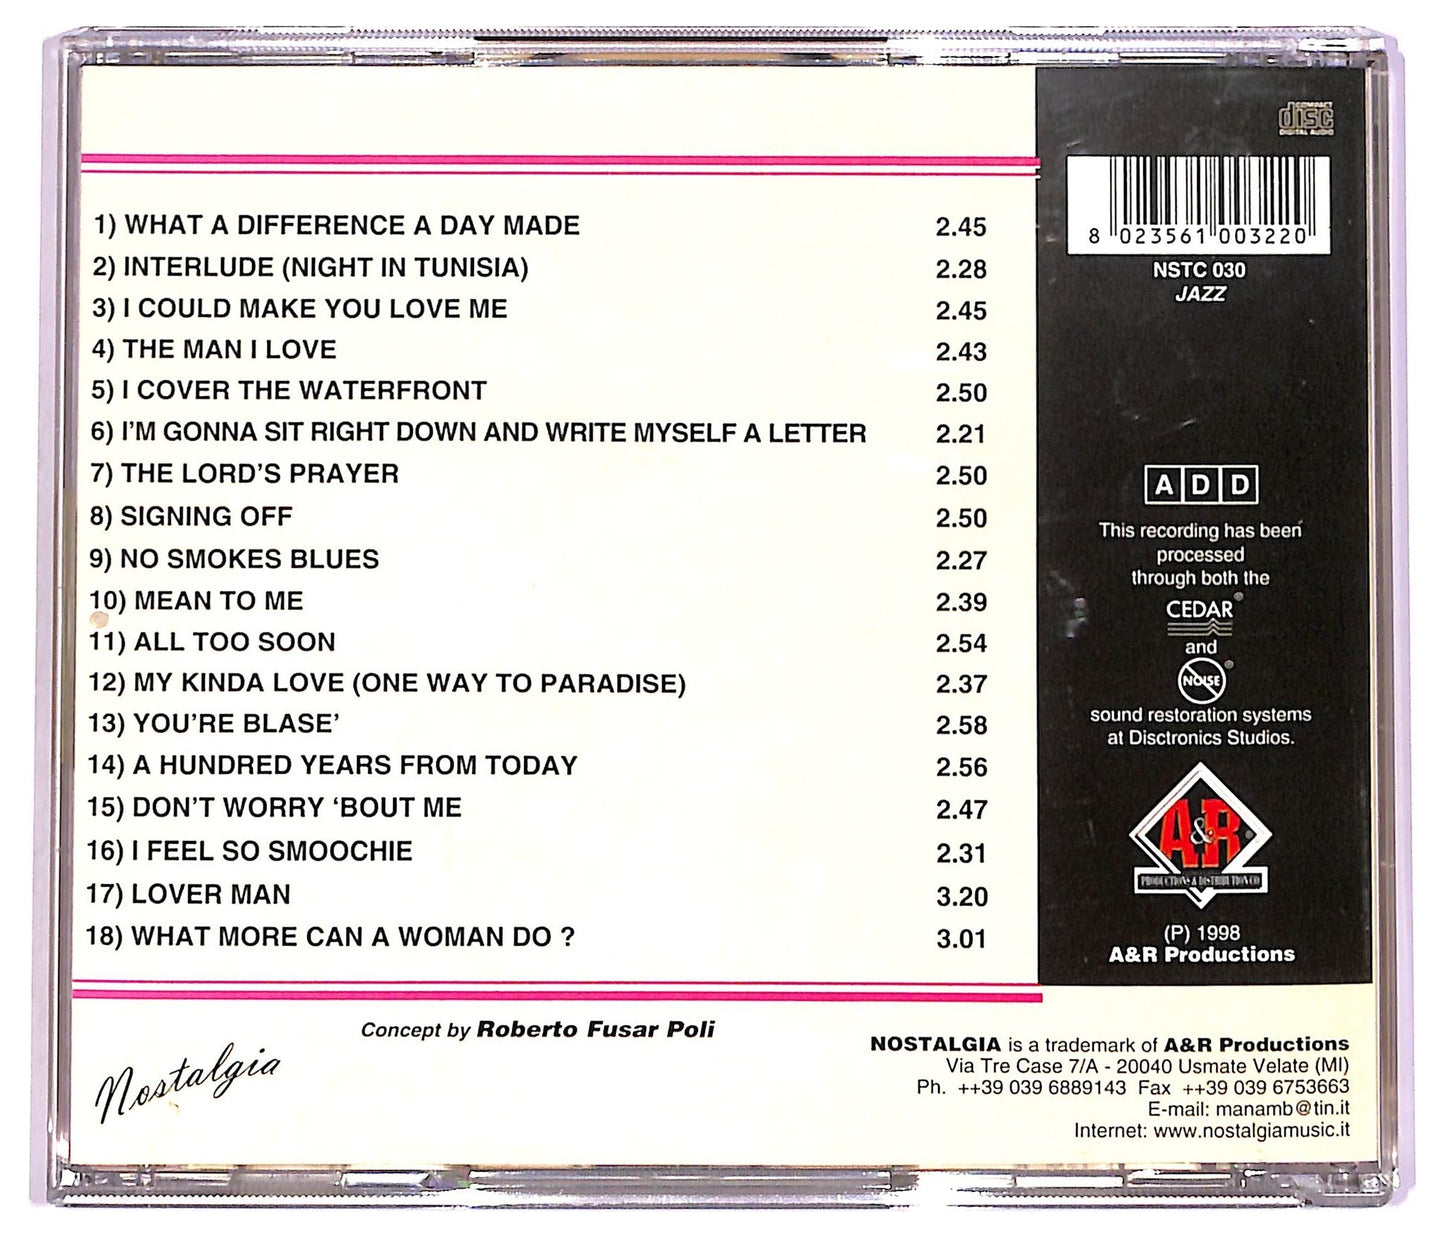 COMPACT
disc
DIGITAL AUDIO
8 023561 003220
NSTC 030
JAZZ
1) WHAT A DIFFERENCE A DAY MADE 2.45
2) INTERLUDE (NIGHT IN TUNISIA) 2.28
3) I COULD MAKE YOU LOVE ME 2.45
4) THE MAN I LOVE 2.43
5) I COVER THE WATERFRONT 2.50
6) I'M GONNA SIT RIGHT DOWN AND WRITE MYSELF A LETTER 2.21
7) THE LORD'S PRAYER 2.50
8) SIGNING OFF 2.50
9) NO SMOKES BLUES 2.27
10) MEAN TO ME 2.39
11) ALL TOO SOON 2.54
12) MY KINDA LOVE (ONE WAY TO PARADISE) 2.37
13) YOU'RE BLASE' 2.58
14) A HUNDRED YEARS FROM TODAY 2.56
15) DON'T WORRY ‘BOUT ME 2.47
16) I FEEL SO SMOOCHIE 2.31
17) LOVER MAN 3.20
18) WHAT MORE CAN A WOMAN DO ? 3.01
A D D
This recording has been
processed
through both the
CEDAR
and
NOISE
sound restoration systems
at Disctronics Studios.
A&R
PRODUCTIONS & DISTRIBUTION CO.
(P) 1998
A&R Productions
Concept by Roberto Fusar Poli
Nostalgia
NOSTALGIA is a trademark of A&R Productions
Via Tre Case 7/A - 20040 Usmate Velate (MI)
Ph. ++39 039 6889143 Fax ++39 039 6753663
E-mail: manamb@tin.it
Internet: www.nostalgiamusic.it